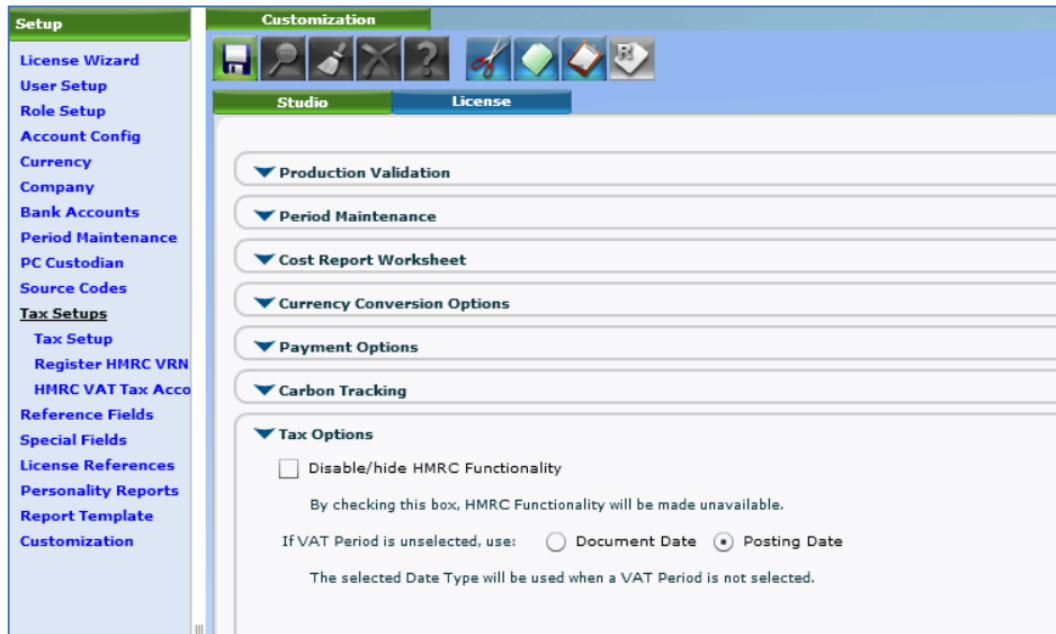 Setup
License Wizard
User Setup
Role Setup
Account Config
Currency
Company
Bank Accounts
Period Maintenance
PC Custodian
Source Codes
Tax Setups
Tax Setup
Register HMRC VRN
HMRC VAT Tax Acco
Reference Fields
Special Fields
License References
Personality Reports
Report Template
Customization
Customization
?
R
Studio
License
Production Validation
Period Maintenance
Cost Report Worksheet
Currency Conversion Options
Payment Options
Carbon Tracking
Tax Options
Disable/hide HMRC Functionality
By checking this box, HMRC Functionality will be made unavailable.
If VAT Period is unselected, use: Document Date Posting Date
The selected Date Type will be used when a VAT Period is not selected.